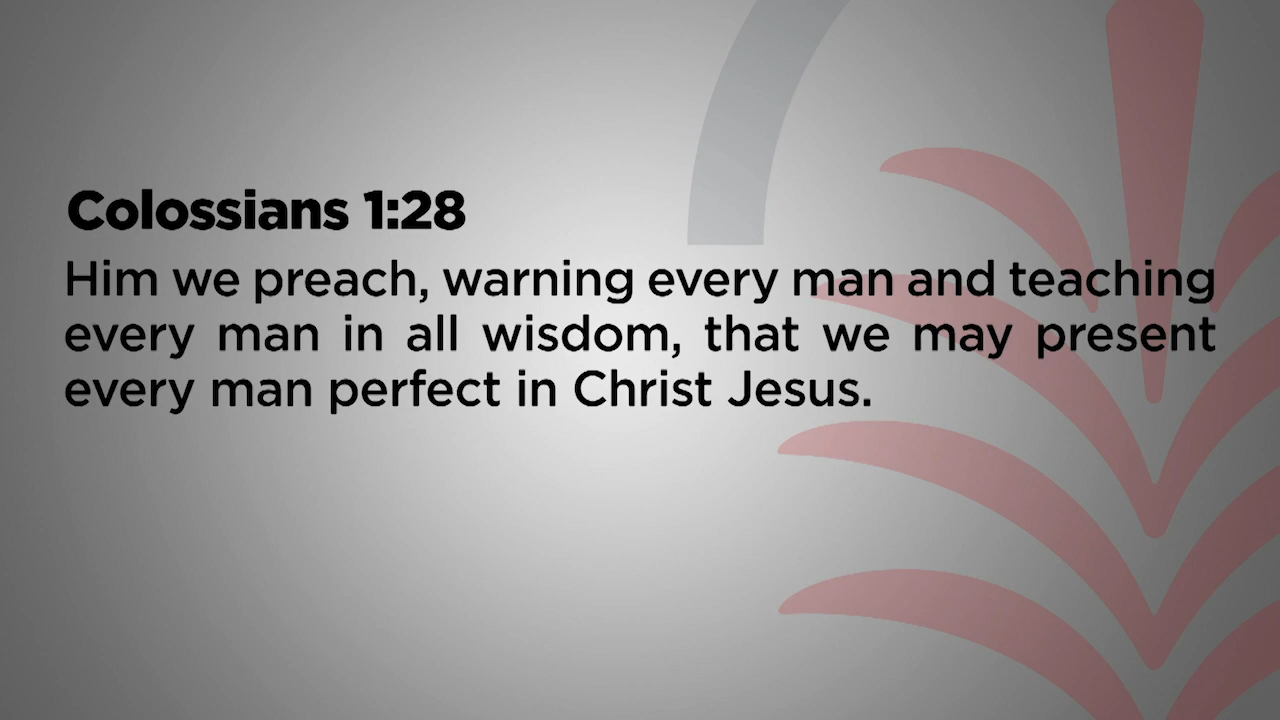 Colossians 1:28
Him we preach, warning every man and teaching
every man in all wisdom, that we may present
every man perfect in Christ Jesus.